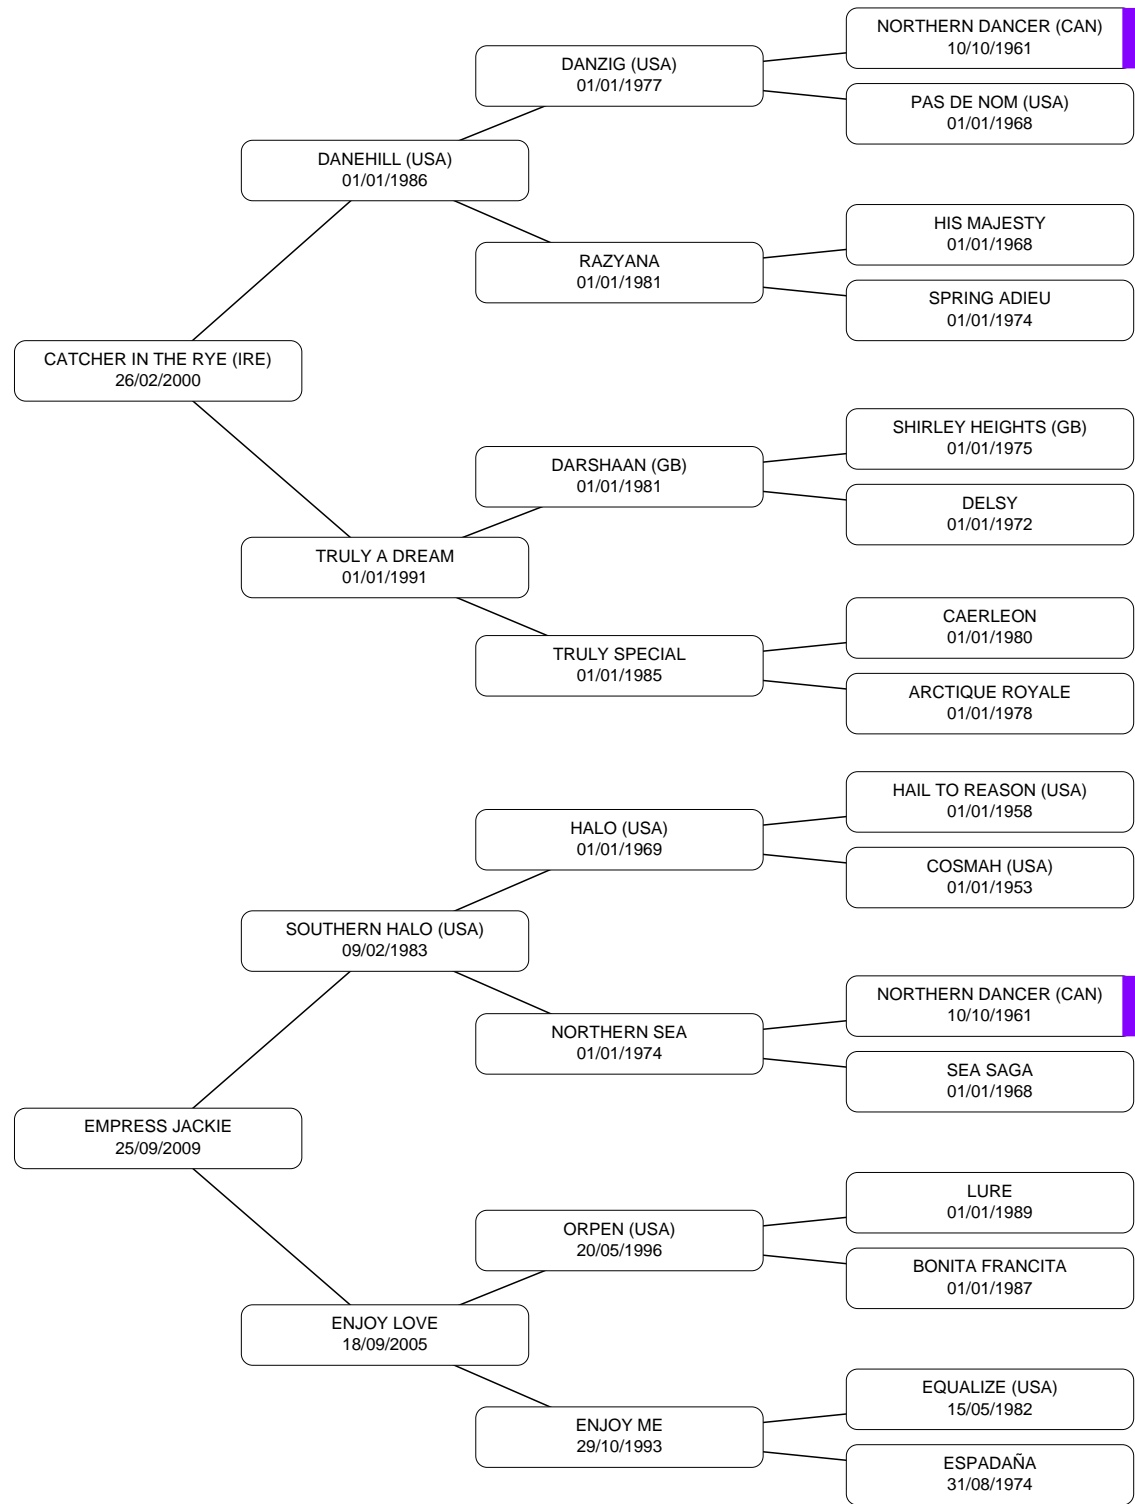 NORTHERN DANCER (CAN)
10/10/1961
DANZIG (USA)
01/01/1977
PAS DE NOM (USA)
01/01/1968
DANEHILL (USA)
01/01/1986
HIS MAJESTY
01/01/1968
RAZYANA
01/01/1981
SPRING ADIEU
01/01/1974
CATCHER IN THE RYE (IRE)
26/02/2000
SHIRLEY HEIGHTS (GB)
01/01/1975
DARSHAAN (GB)
01/01/1981
DELSY
01/01/1972
TRULY A DREAM
01/01/1991
CAERLEON
01/01/1980
TRULY SPECIAL
01/01/1985
ARCTIQUE ROYALE
01/01/1978
HAIL TO REASON (USA)
01/01/1958
HALO (USA)
01/01/1969
COSMAH (USA)
01/01/1953
SOUTHERN HALO (USA)
09/02/1983
NORTHERN DANCER (CAN)
10/10/1961
NORTHERN SEA
01/01/1974
SEA SAGA
01/01/1968
EMPRESS JACKIE
25/09/2009
LURE
01/01/1989
ORPEN (USA)
20/05/1996
BONITA FRANCITA
01/01/1987
ENJOY LOVE
18/09/2005
EQUALIZE (USA)
15/05/1982
ENJOY ME
29/10/1993
ESPADAÑA
31/08/1974